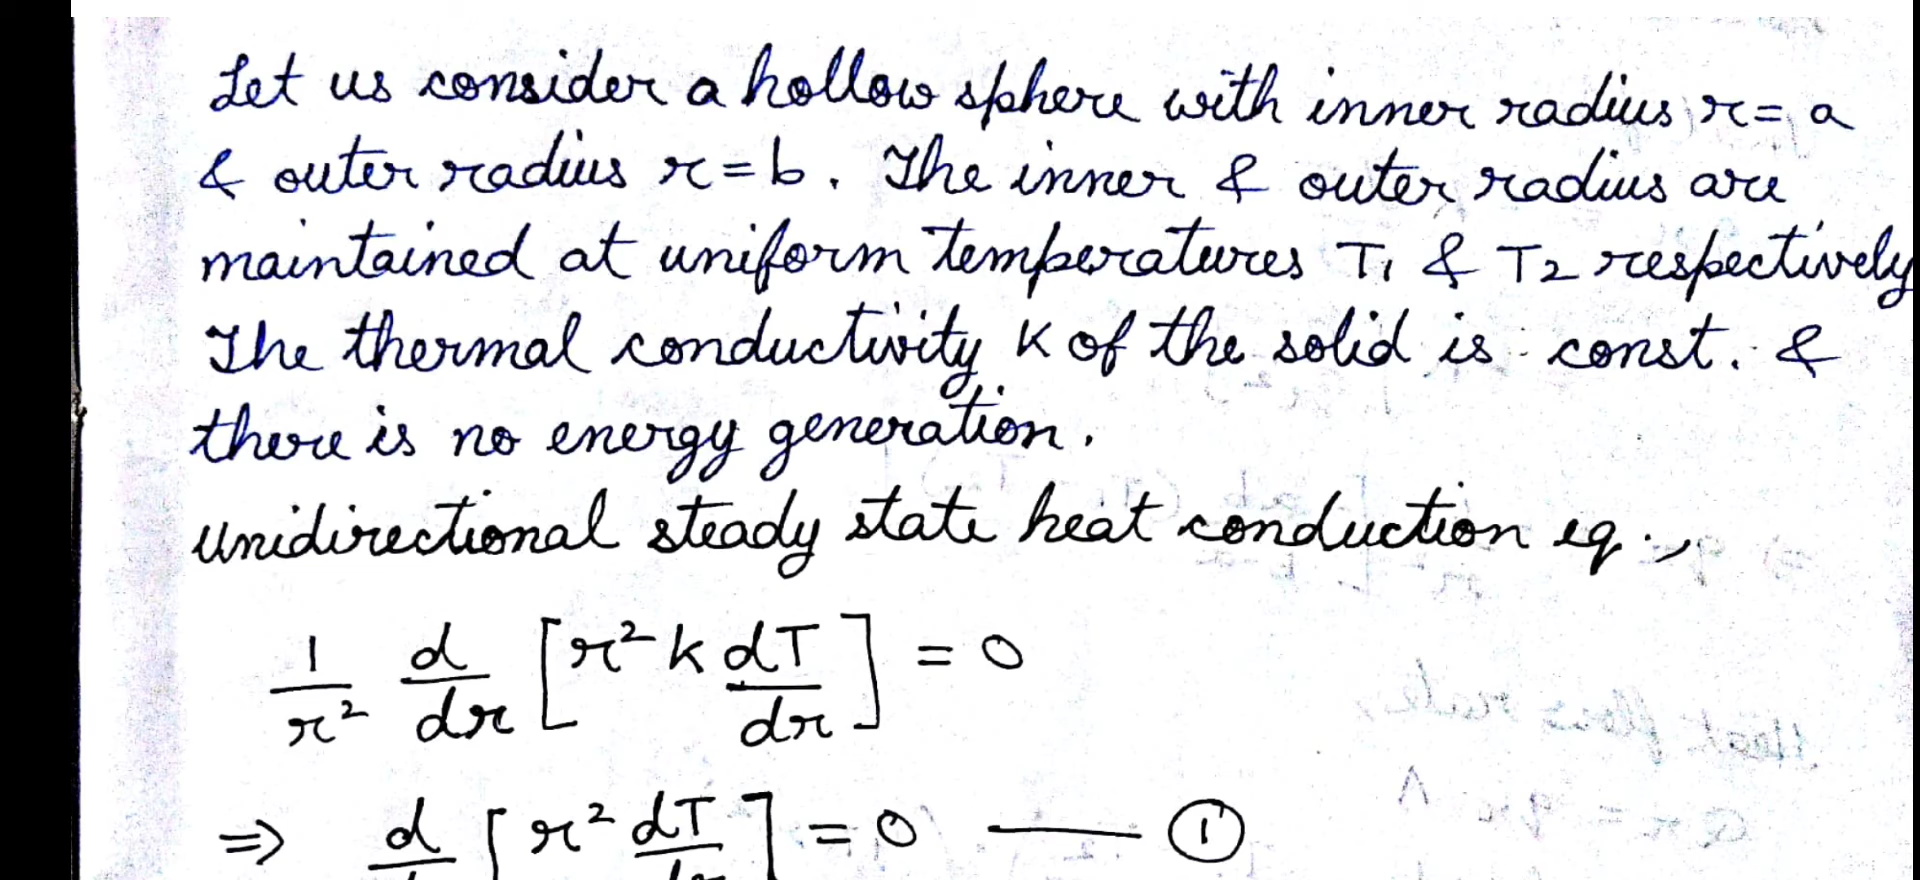 Let us consider a hollow sphere with inner radius r = a
& outer radius r = b. The inner & outer radius are
maintained at uniform temperatures T1 & T2 respectively
The thermal conductivity K of the solid is const. &
there is no energy generation.
Unidirectional steady state heat conduction eq.,
1/r² d/dr [r² k dT/dr] = 0
⇒ d/dr [r² dT/dr] = 0 —— ①